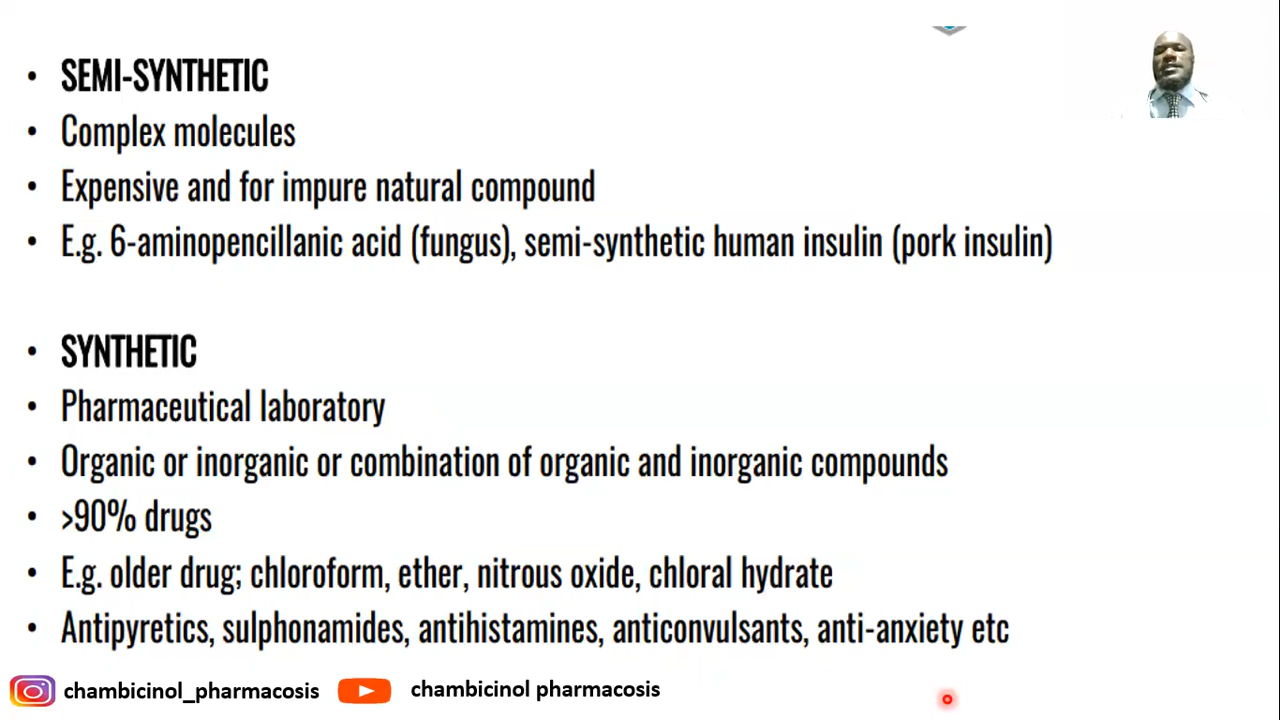 • SEMI-SYNTHETIC
• Complex molecules
• Expensive and for impure natural compound
• E.g. 6-aminopencillanic acid (fungus), semi-synthetic human insulin (pork insulin)
• SYNTHETIC
• Pharmaceutical laboratory
• Organic or inorganic or combination of organic and inorganic compounds
• >90% drugs
• E.g. older drug; chloroform, ether, nitrous oxide, chloral hydrate
• Antipyretics, sulphonamides, antihistamines, anticonvulsants, anti-anxiety etc
chambicinol_pharmacosis chambicinol pharmacosis